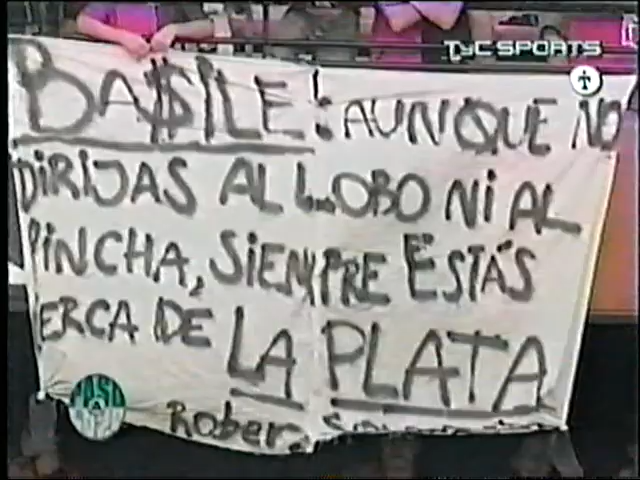 TyC SPORTS
BA$ILE! AUNQUE NO
DIRIJAS AL LOBO NI AL
PINCHA, SIEMPRE ESTÁS
ERCA DE LA PLATA
Rober.